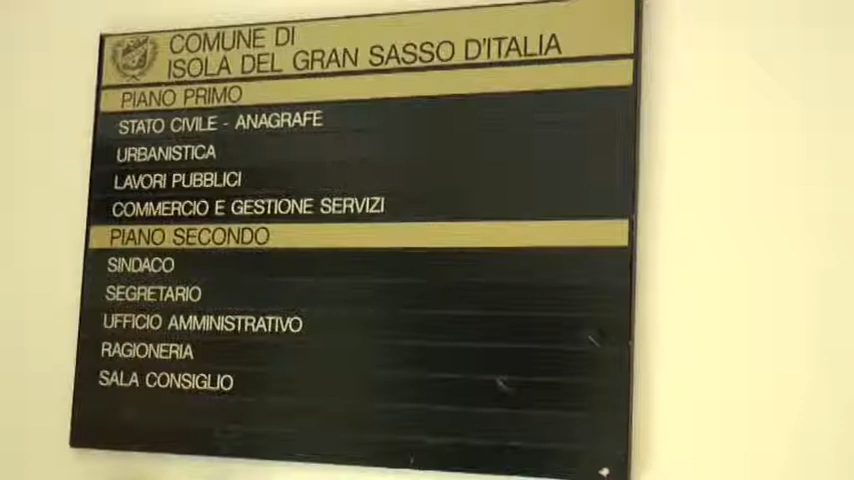 COMUNE DI
ISOLA DEL GRAN SASSO D'ITALIA
PIANO PRIMO
STATO CIVILE - ANAGRAFE
URBANISTICA
LAVORI PUBBLICI
COMMERCIO E GESTIONE SERVIZI
PIANO SECONDO
SINDACO
SEGRETARIO
UFFICIO AMMINISTRATIVO
RAGIONERIA
SALA CONSIGLIO